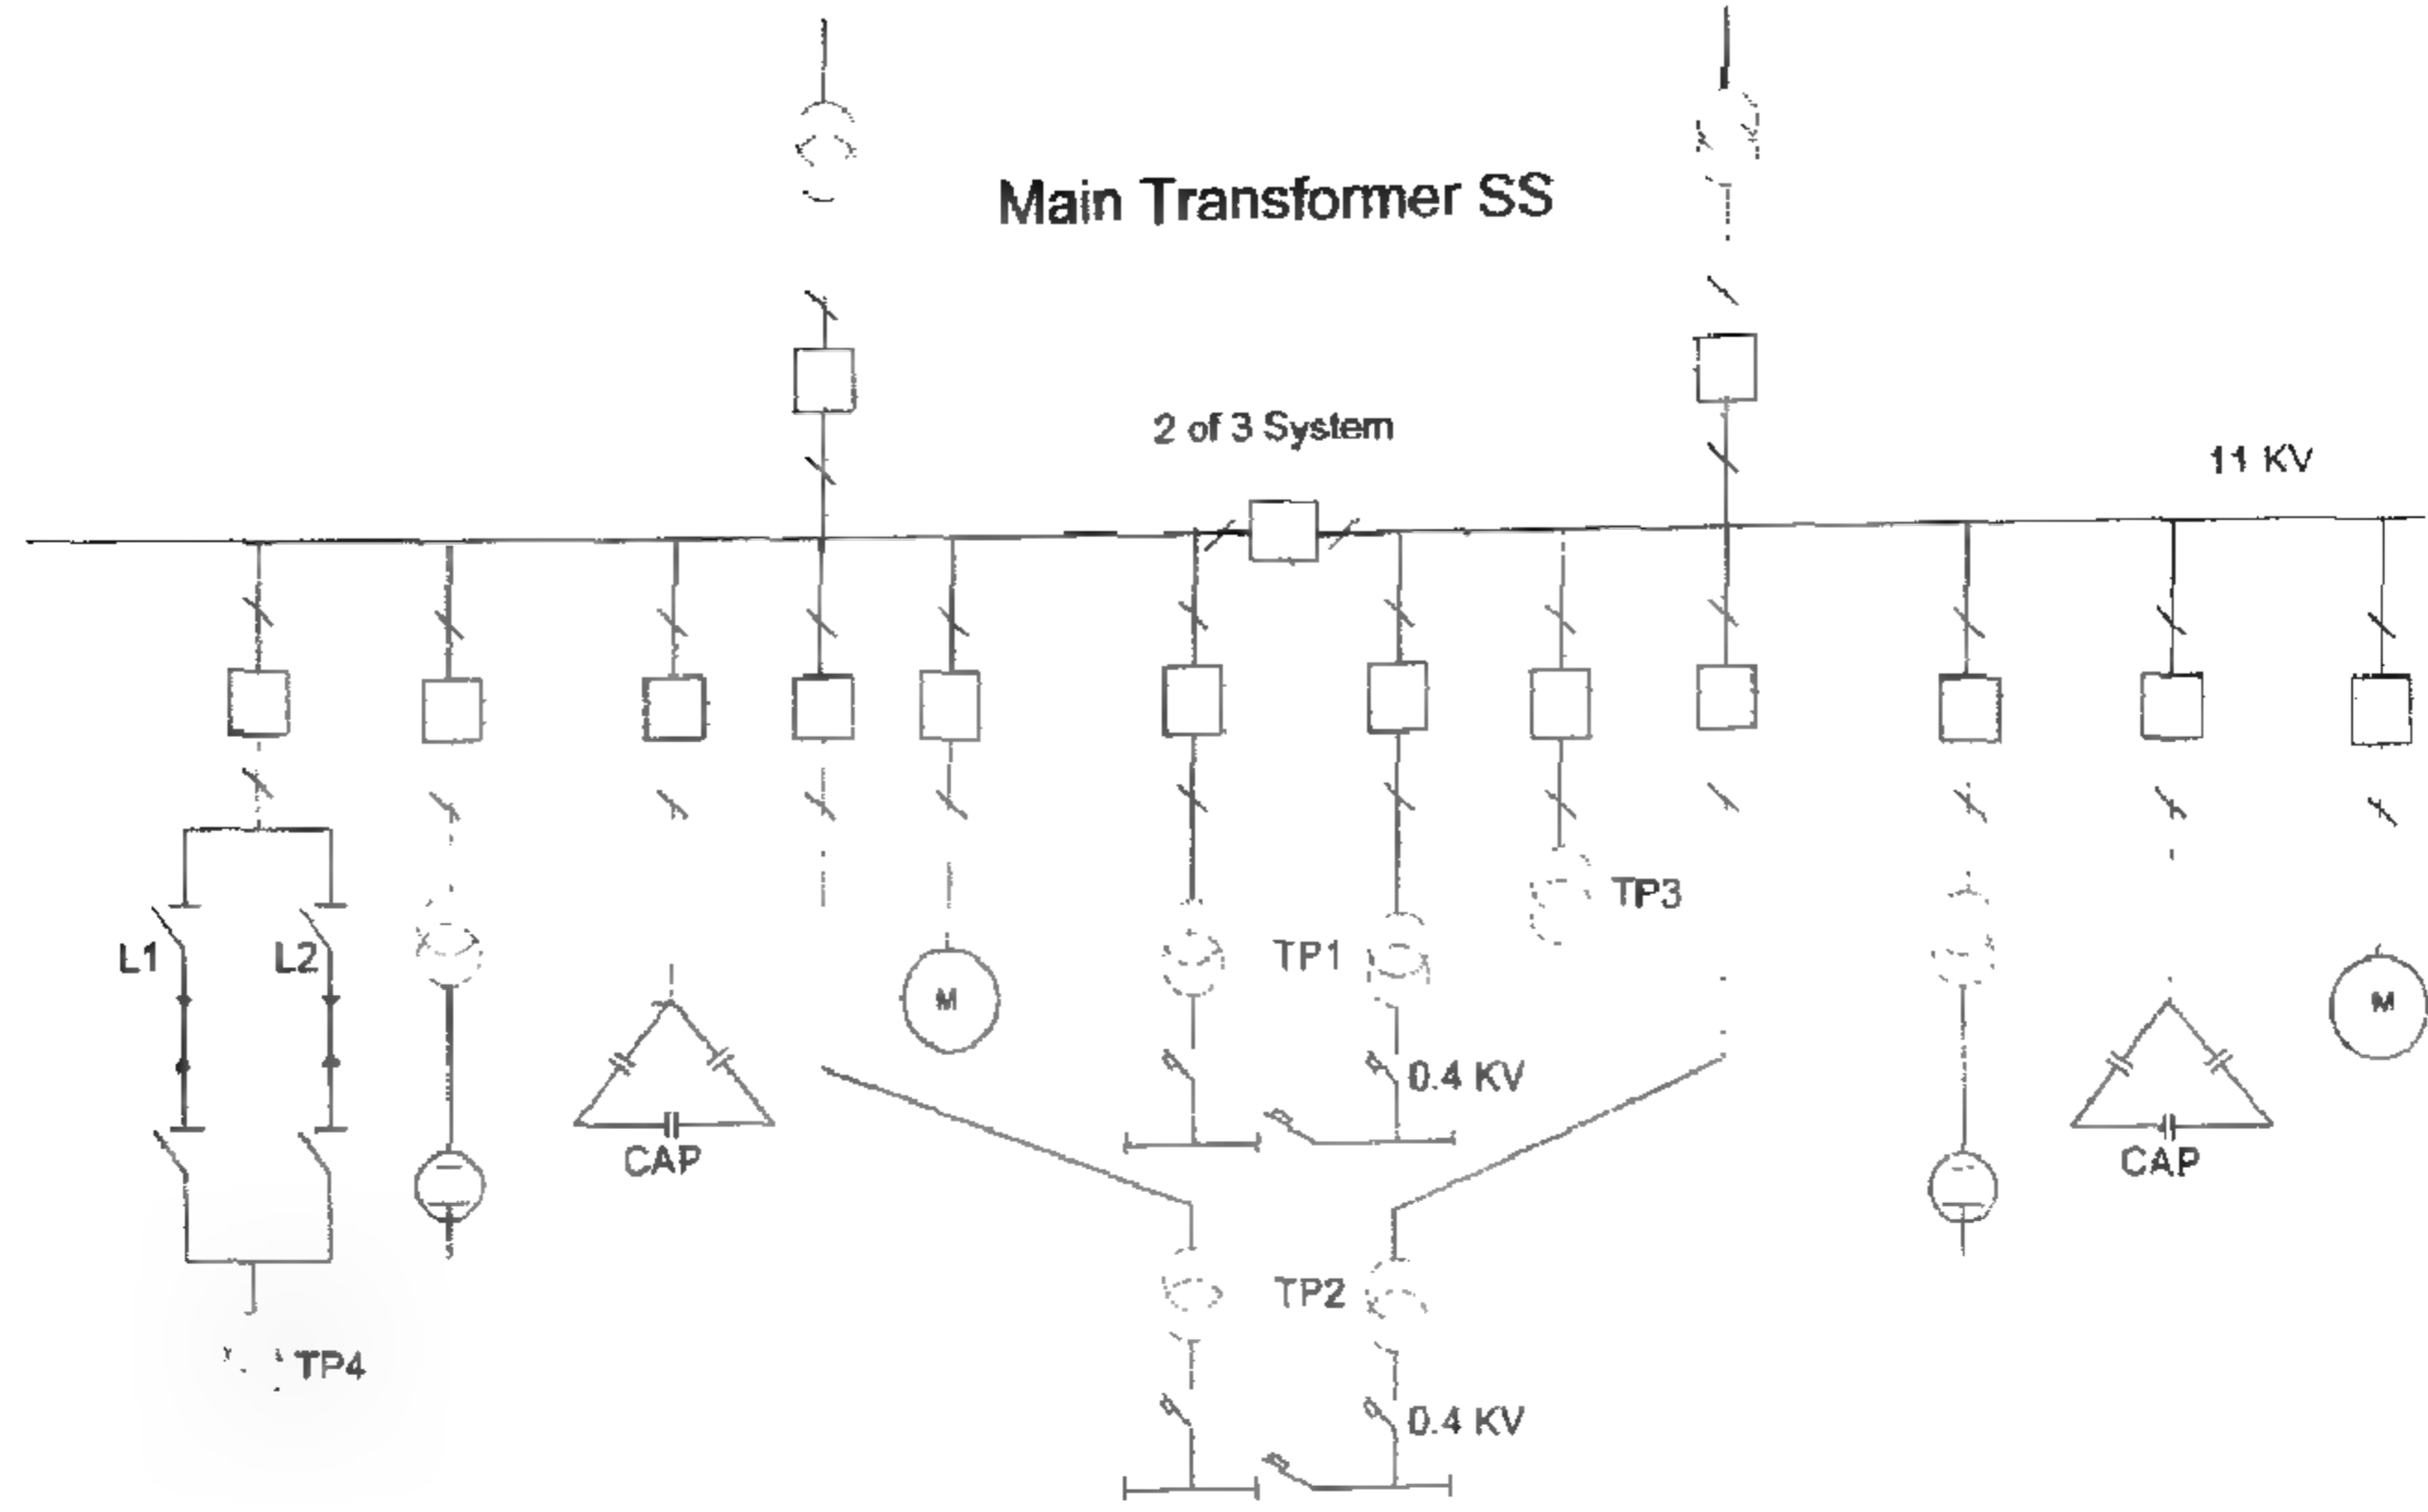 Main Transformer SS
2 of 3 System
11 KV
TP3
L1
L2
TP1
M
M
0.4 KV
CAP
CAP
TP2
TP4
0.4 KV